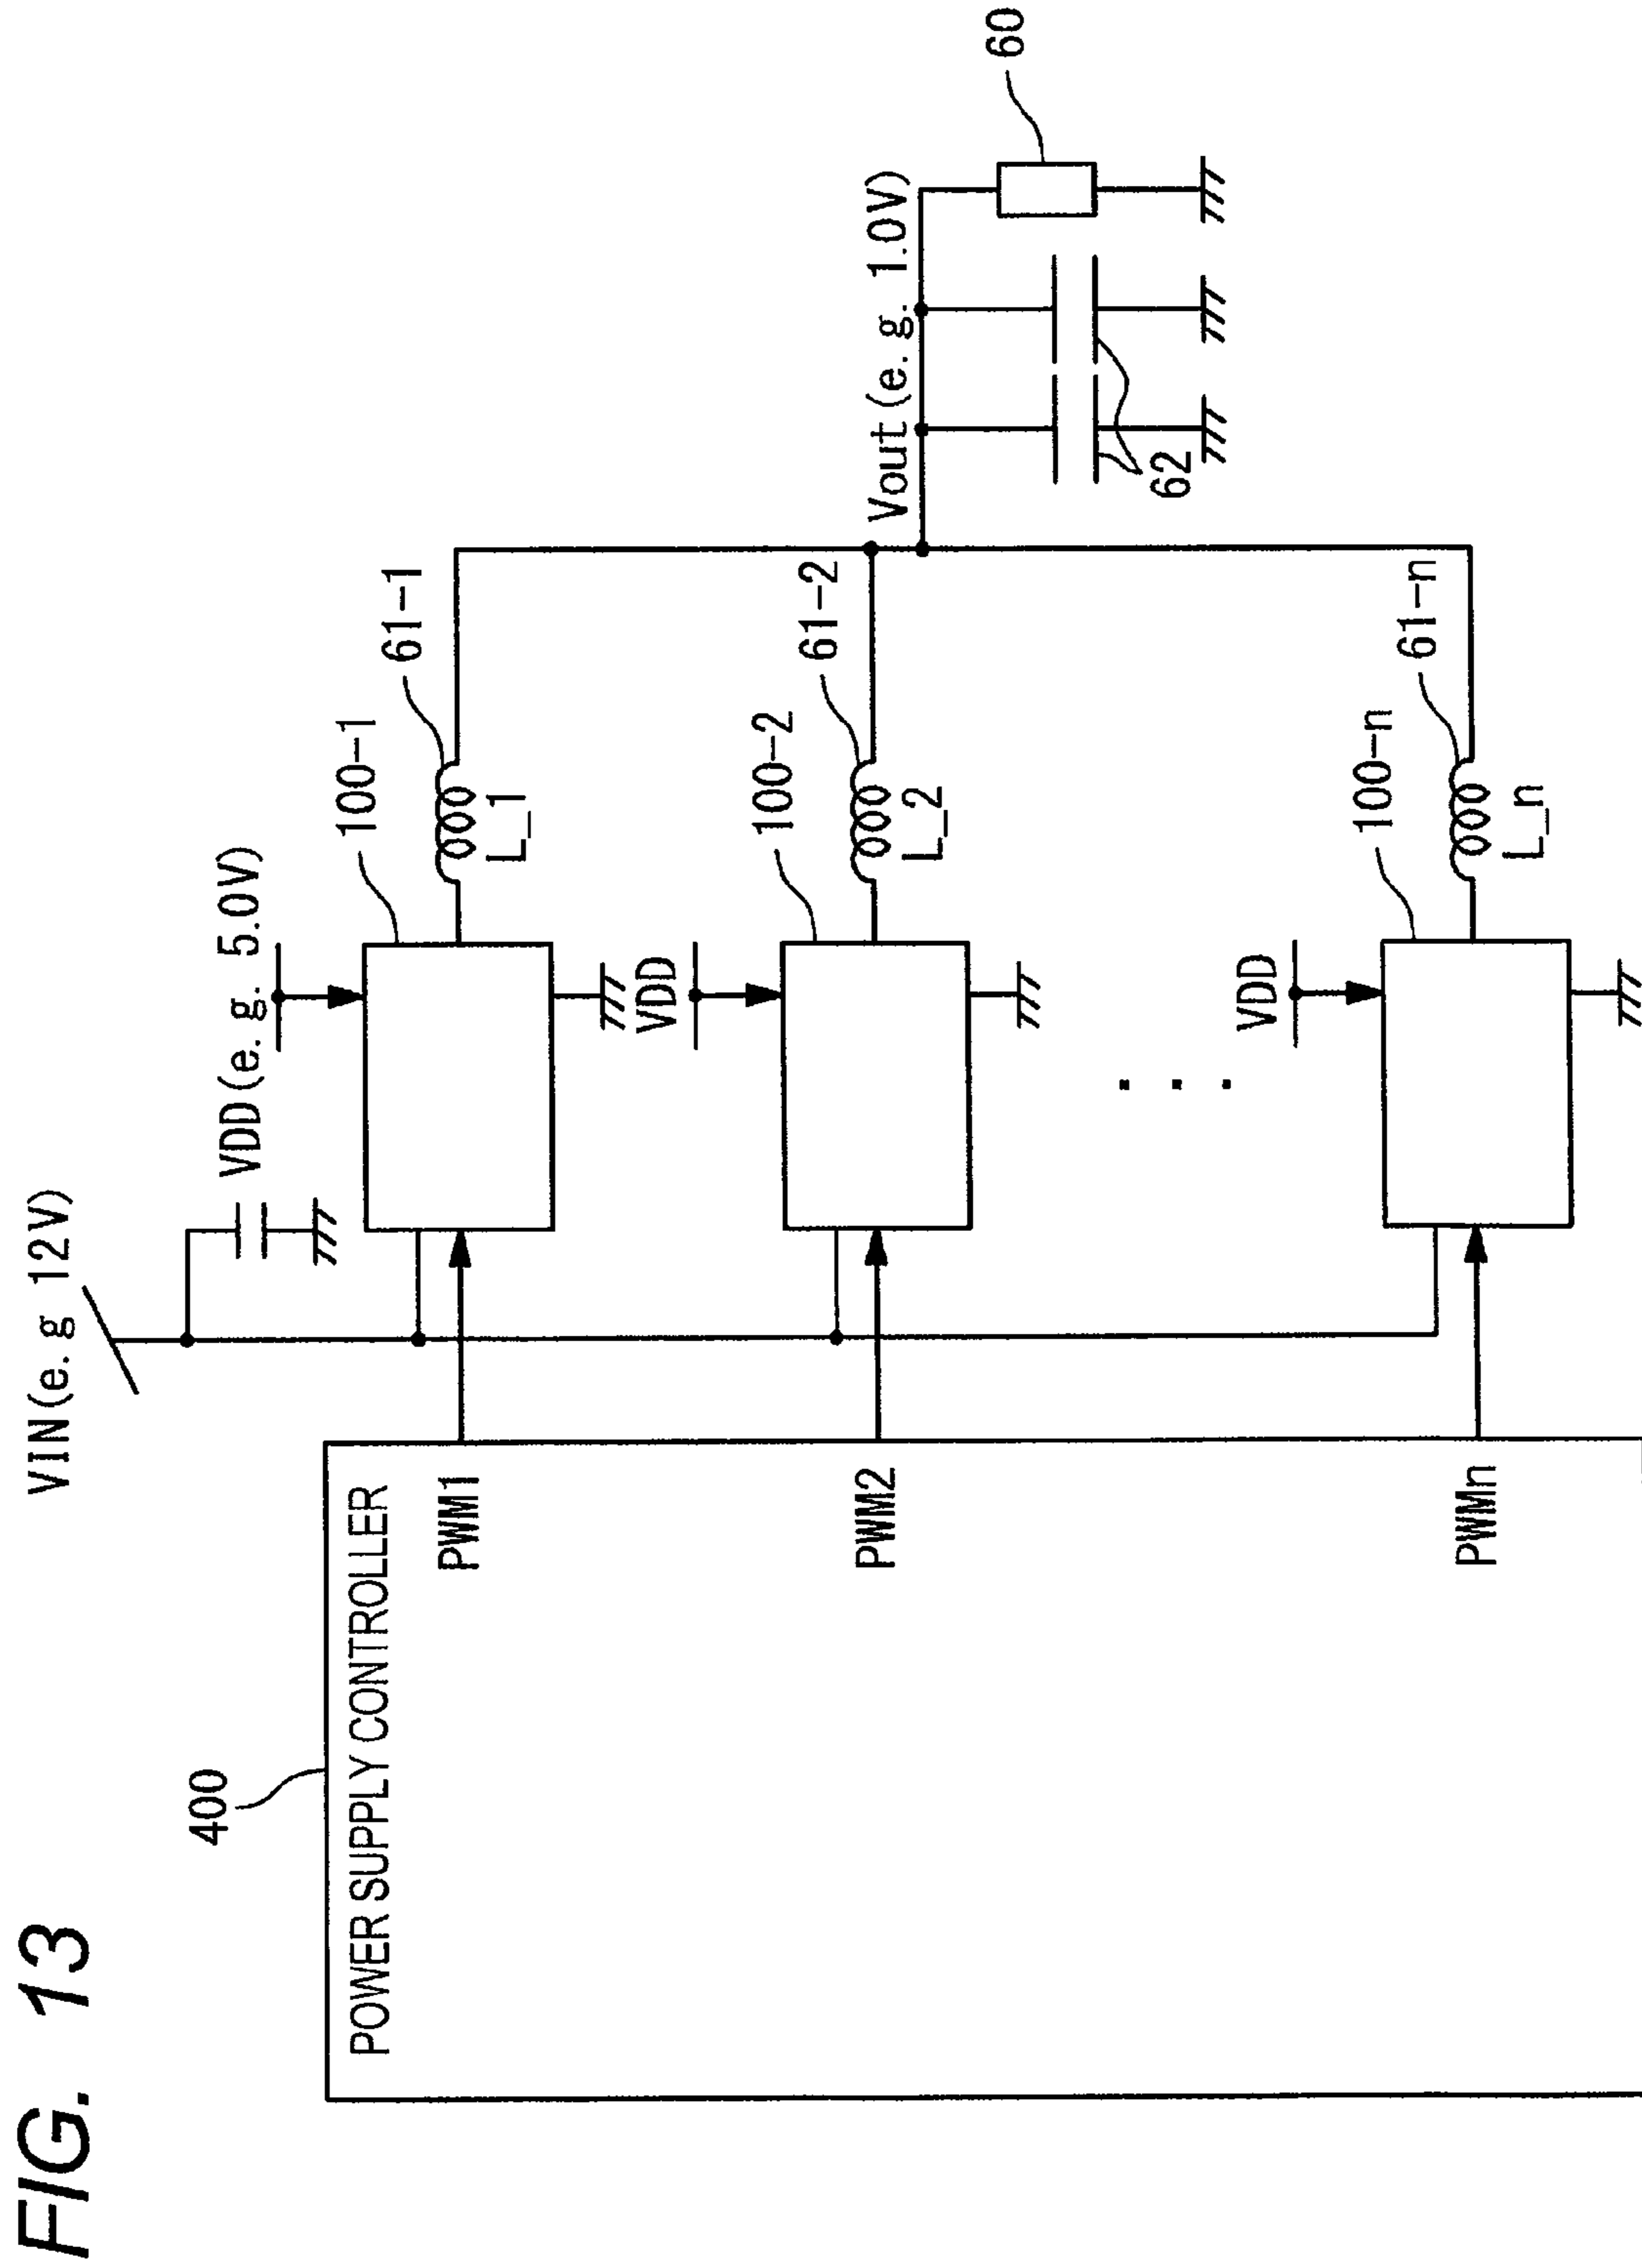 FIG. 13
VIN(e.g 12V)
400
VDD(e.g. 5.0V)
100-1
61-1
POWER SUPPLY CONTROLLER
PWM1
L_1
VDD
100-2
61-2
Vout(e.g. 1.0V)
60
PWM2
L_2
62
VDD
100-n
61-n
PWMn
L_n